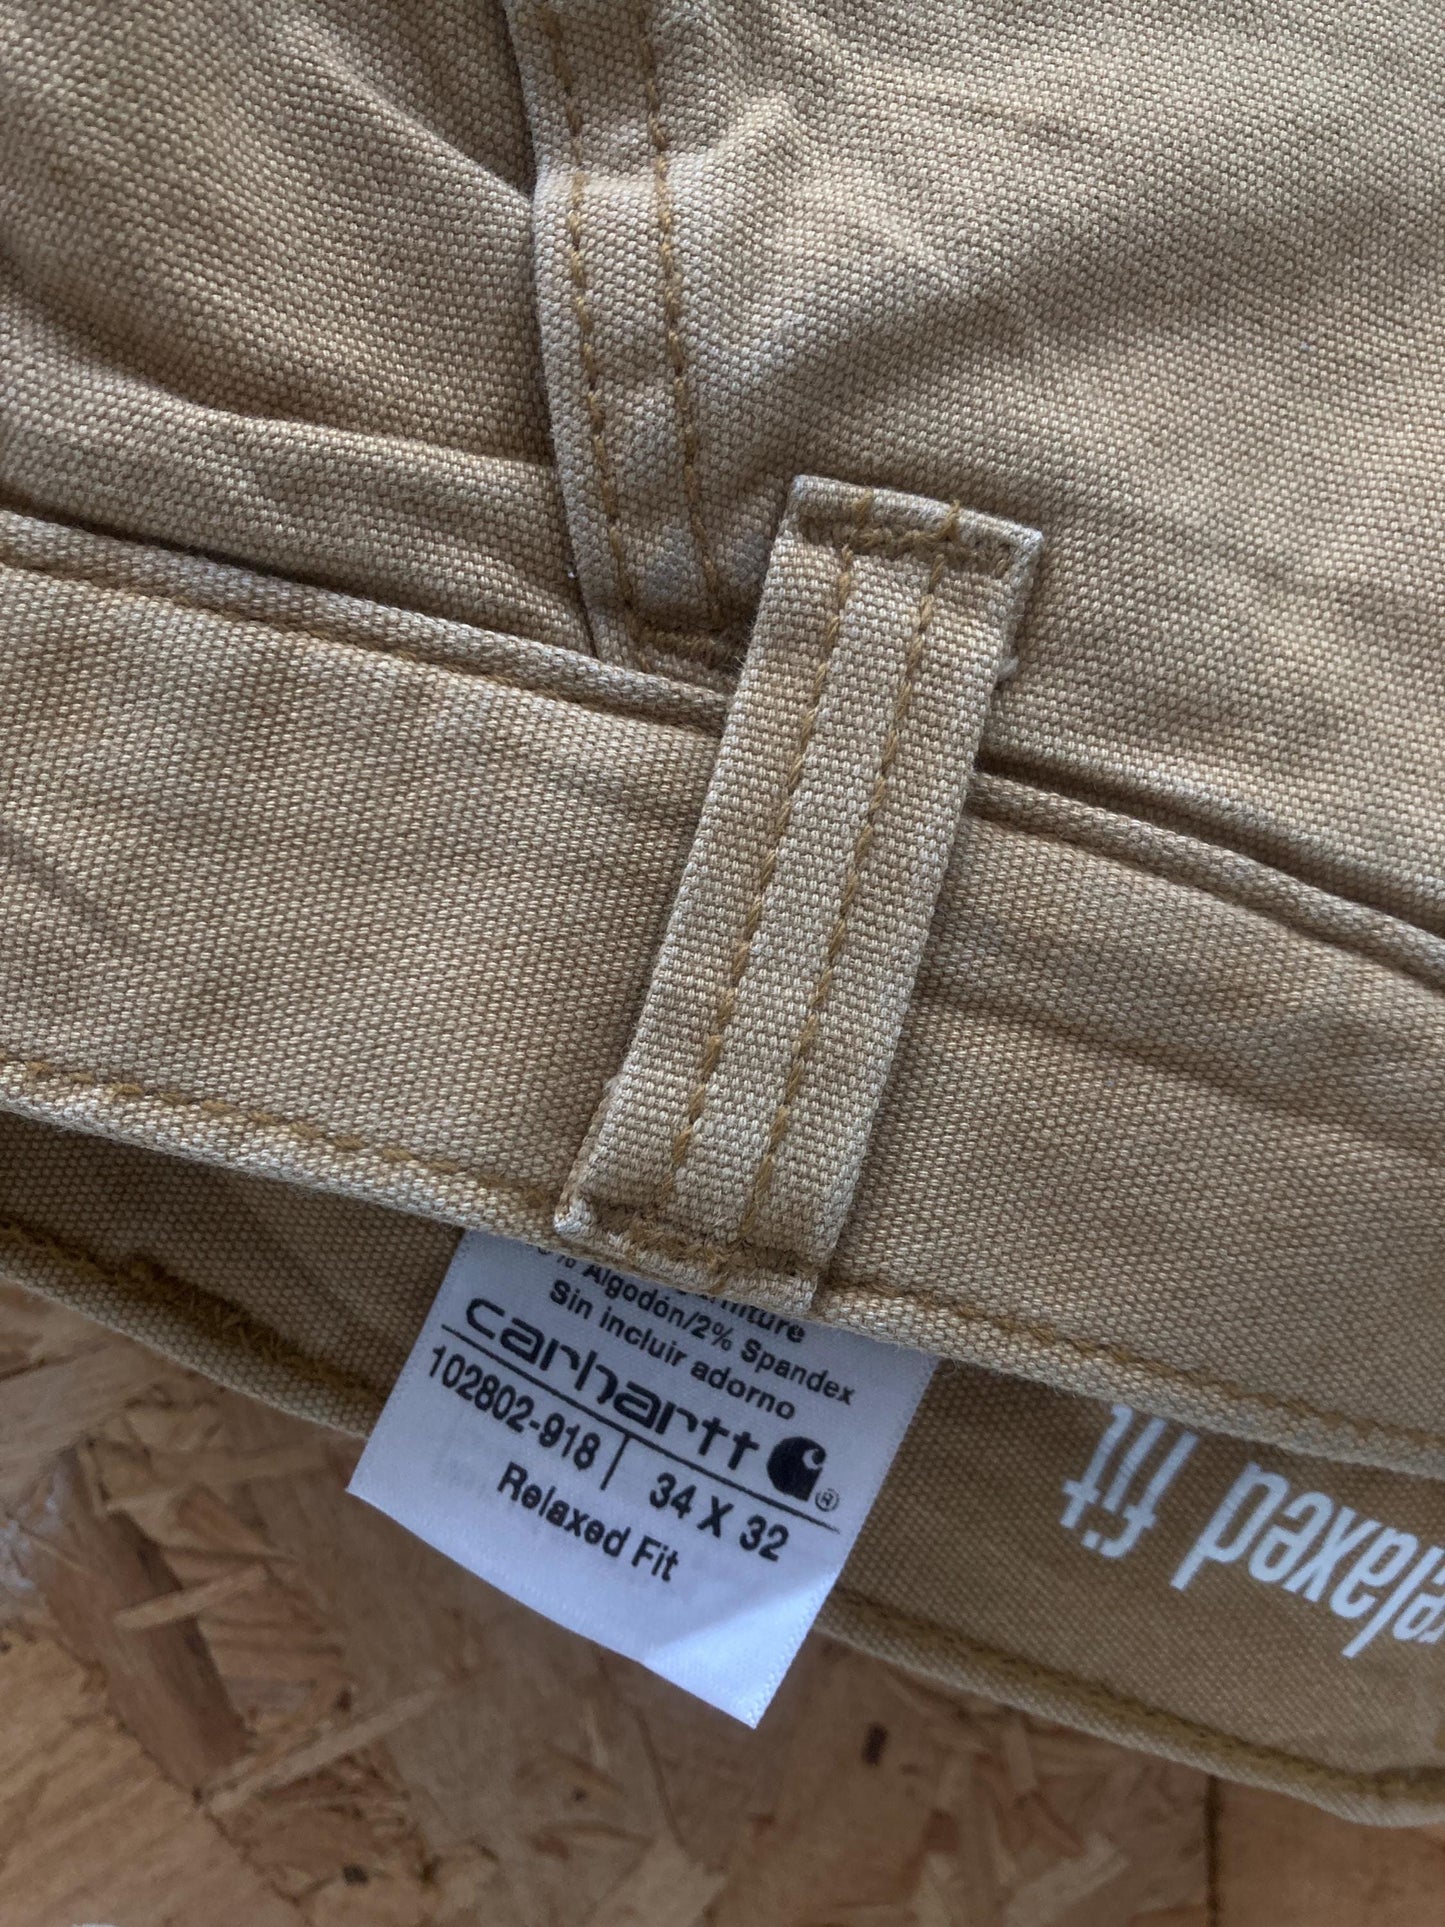 % Algodón/2% Spandex
Sin incluir adorno
carhartt
102802-918 | 34 X 32
Relaxed Fit
relaxed fit